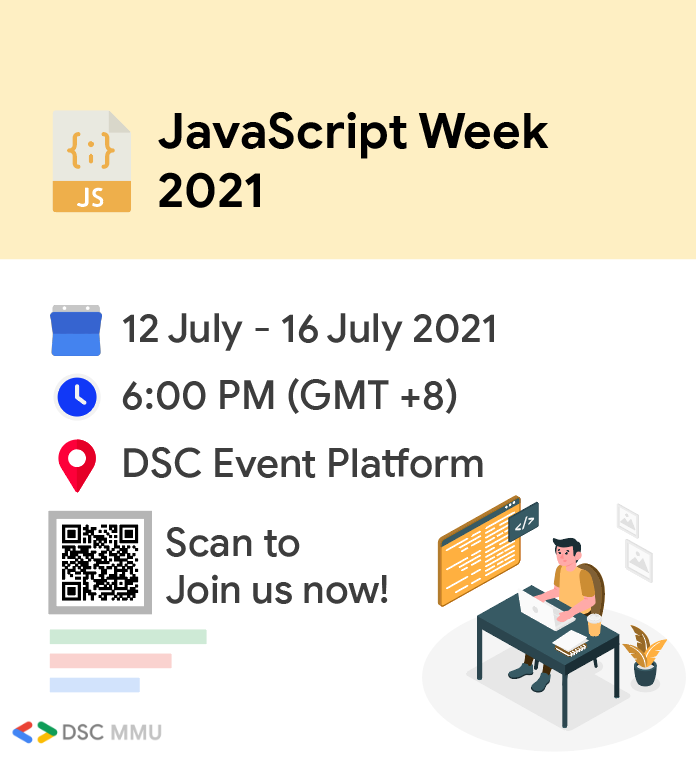 JavaScript Week
2021
{;}
JS
12 July - 16 July 2021
6:00 PM (GMT +8)
DSC Event Platform
Scan to
Join us now!
</>
DSC MMU